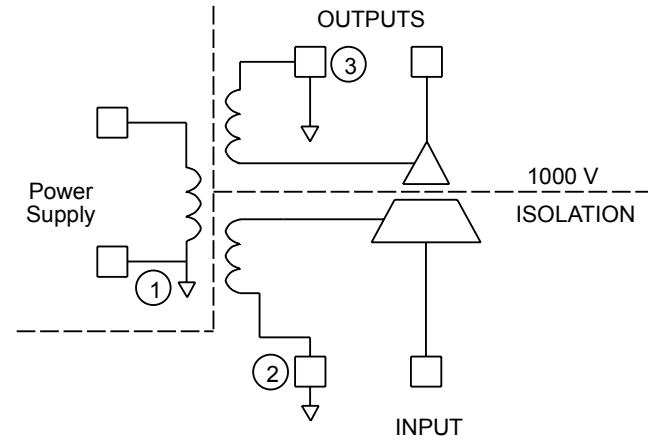 OUTPUTS
3
Power
Supply
1000 V
ISOLATION
1
2
INPUT